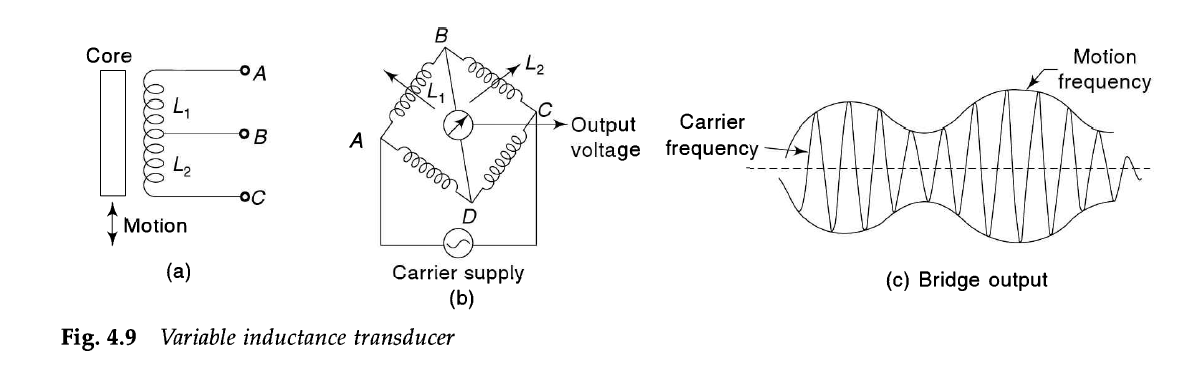 Core
A
L1
B
L2
C
Motion
(a)
B
L2
L1
C
A
Output
voltage
D
Carrier supply
(b)
Motion
frequency
Carrier
frequency
(c) Bridge output
Fig. 4.9 Variable inductance transducer